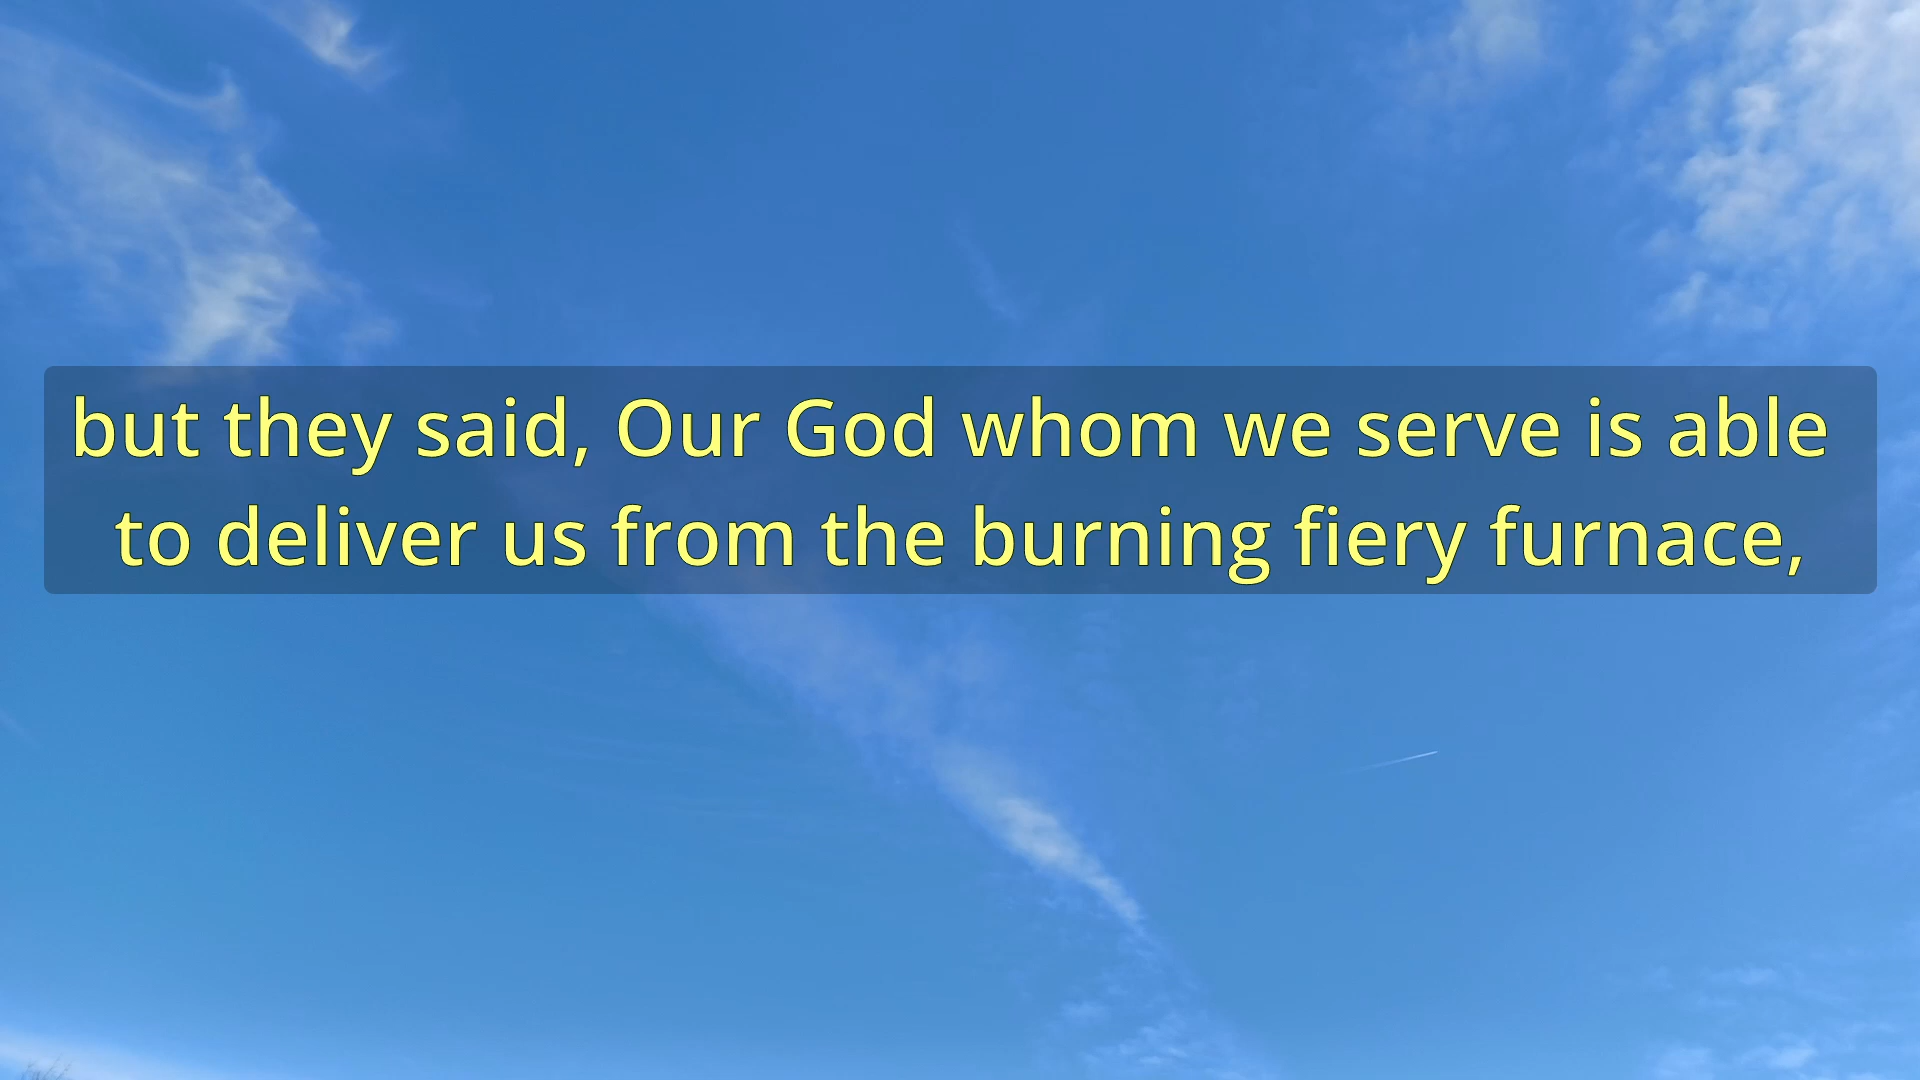 but they said, Our God whom we serve is able
to deliver us from the burning fiery furnace,